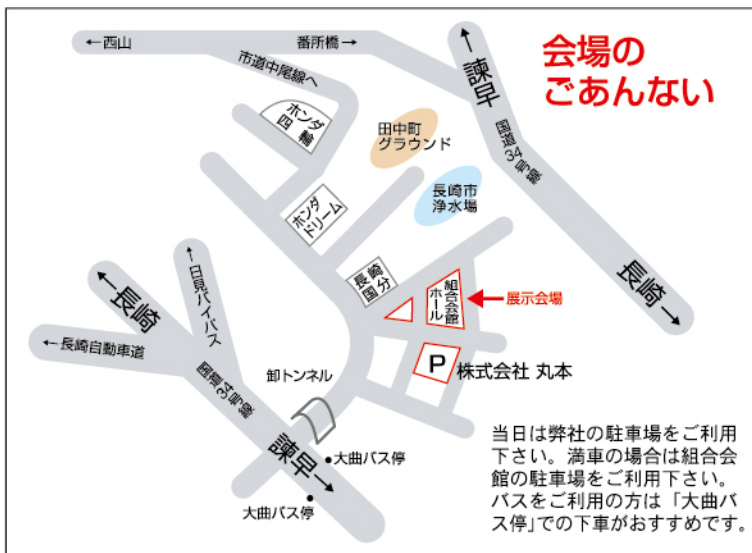 会場の
ごあんない
←西山
番所橋→
市道中尾線へ
諫早
国道34号線
長崎
ホンダ
四輪
田中町
グラウンド
長崎市
浄水場
ホンダ
ドリーム
長崎
国分
組合会館
ホール
展示会場
P
株式会社 丸本
←日見バイパス
長崎
←長崎自動車道
国道34号線
諫早
卸トンネル
大曲バス停
大曲バス停
当日は弊社の駐車場をご利用
下さい。満車の場合は組合会
館の駐車場をご利用下さい。
バスをご利用の方は「大曲バ
ス停」での下車がおすすめです。